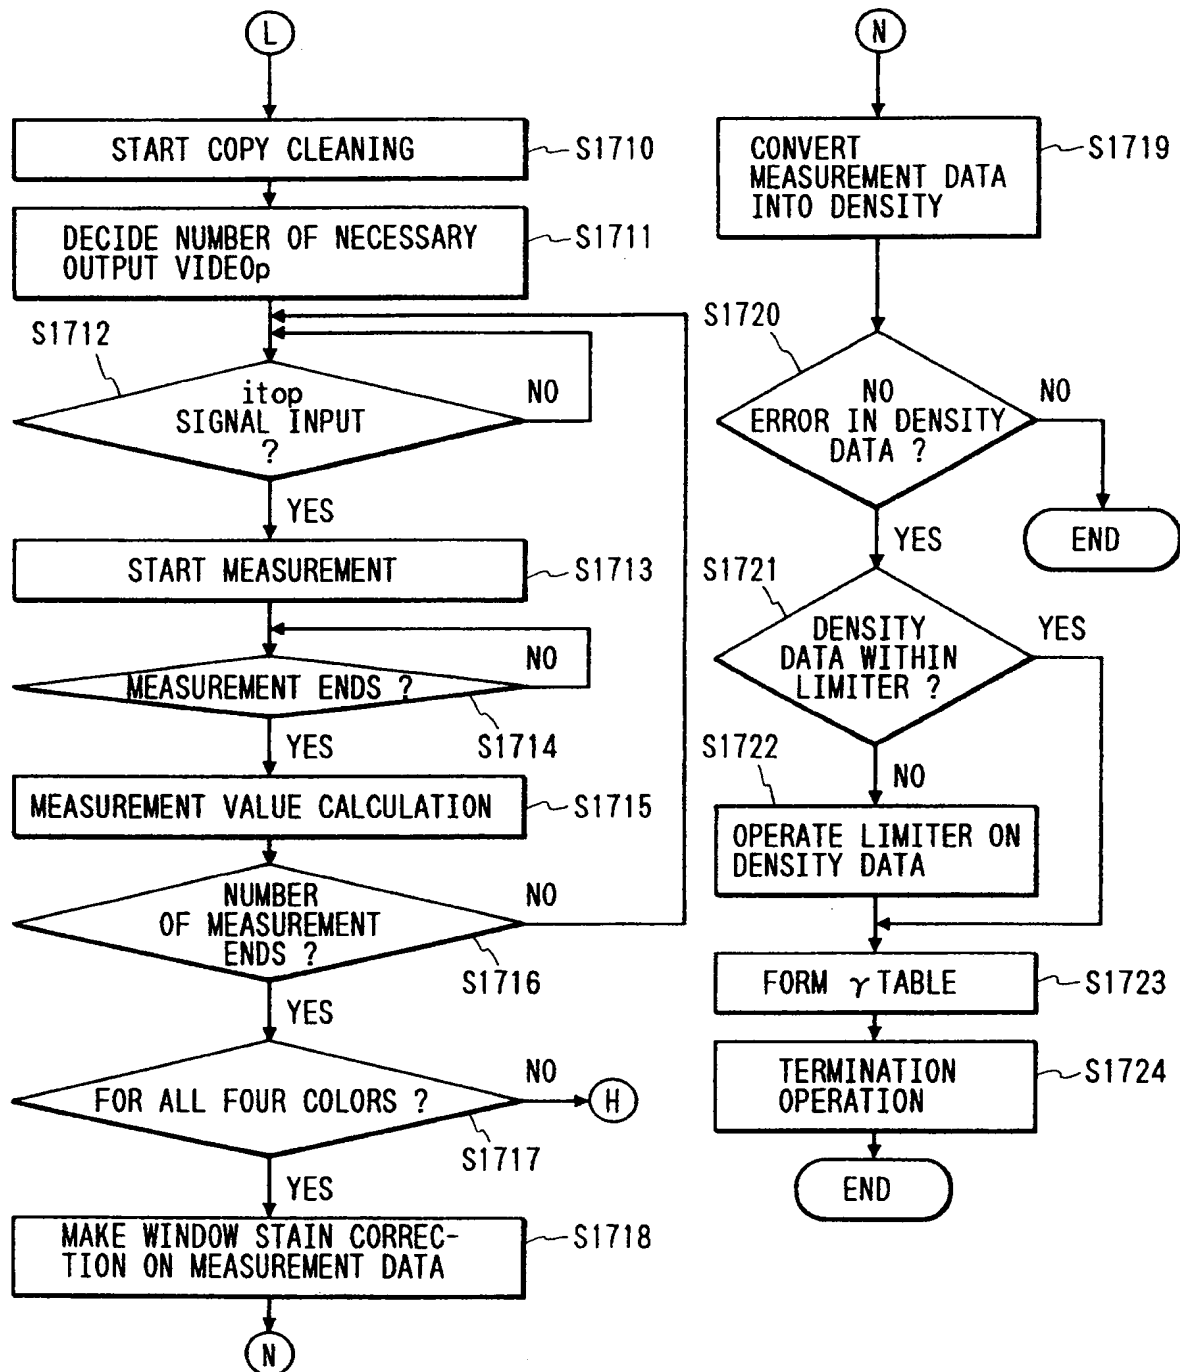 L
START COPY CLEANING
S1710
DECIDE NUMBER OF NECESSARY
OUTPUT VIDEOp
S1711
S1712
itop
SIGNAL INPUT
?
NO
YES
START MEASUREMENT
S1713
NO
MEASUREMENT ENDS ?
S1714
YES
MEASUREMENT VALUE CALCULATION
S1715
NUMBER
OF MEASUREMENT
ENDS ?
NO
S1716
YES
FOR ALL FOUR COLORS ?
NO
H
S1717
YES
MAKE WINDOW STAIN CORREC-
TION ON MEASUREMENT DATA
S1718
N
N
CONVERT
MEASUREMENT DATA
INTO DENSITY
S1719
S1720
NO
ERROR IN DENSITY
DATA ?
NO
END
YES
S1721
DENSITY
DATA WITHIN
LIMITER ?
YES
S1722
NO
OPERATE LIMITER ON
DENSITY DATA
FORM γ TABLE
S1723
TERMINATION
OPERATION
S1724
END